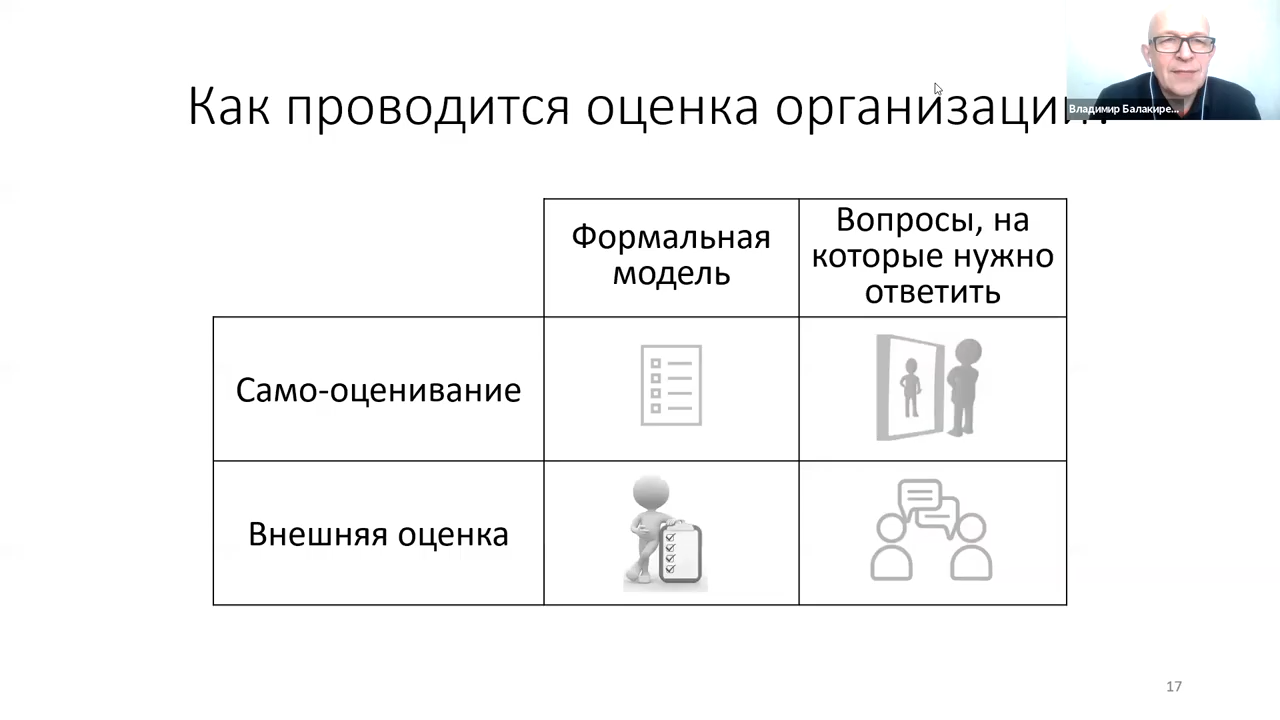 Как проводится оценка организации?
Владимир Балакире...
Формальная
модель
Вопросы, на
которые нужно
ответить
Само-оценивание
Внешняя оценка
17